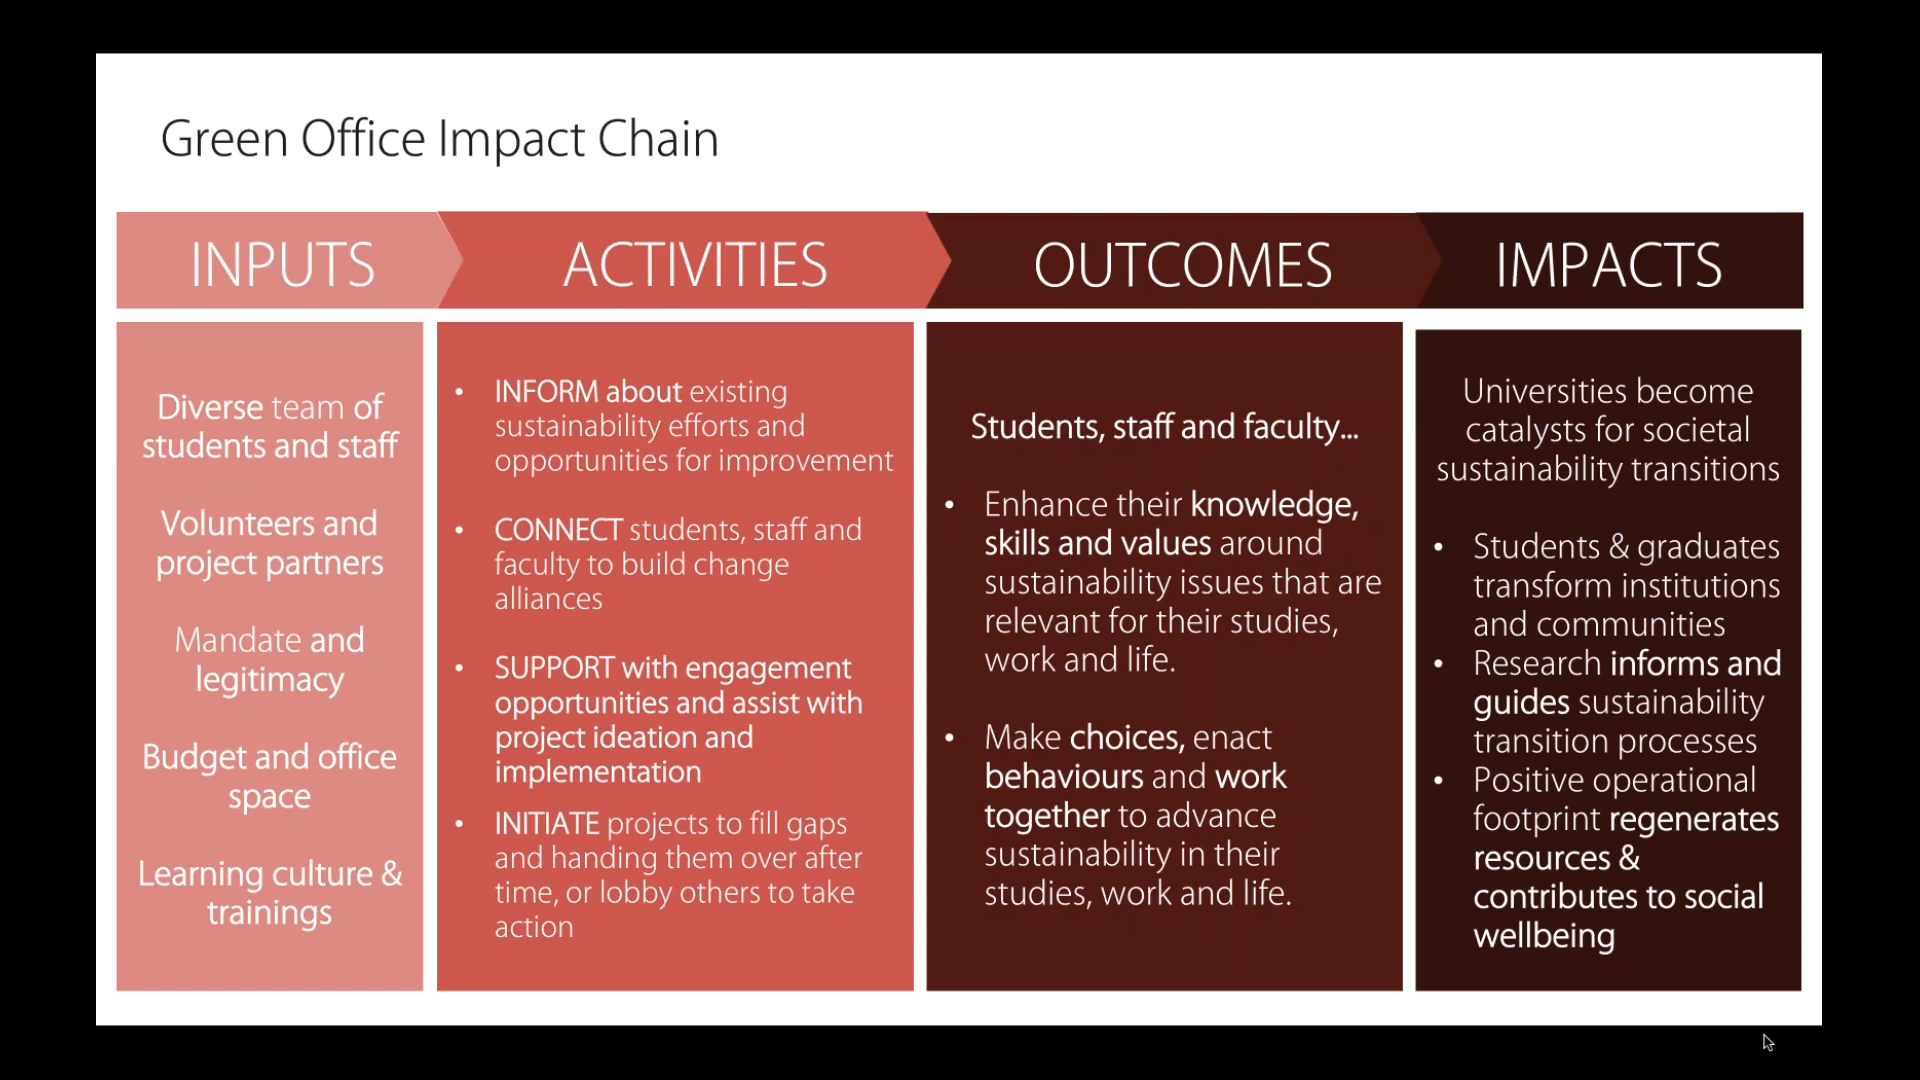 Green Office Impact Chain
INPUTS
ACTIVITIES
OUTCOMES
IMPACTS
Diverse team of
students and staff
Volunteers and
project partners
Mandate and
legitimacy
Budget and office
space
Learning culture &
trainings
• INFORM about existing
sustainability efforts and
opportunities for improvement
• CONNECT students, staff and
faculty to build change
alliances
• SUPPORT with engagement
opportunities and assist with
project ideation and
implementation
• INITIATE projects to fill gaps
and handing them over after
time, or lobby others to take
action
Students, staff and faculty...
• Enhance their knowledge,
skills and values around
sustainability issues that are
relevant for their studies,
work and life.
• Make choices, enact
behaviours and work
together to advance
sustainability in their
studies, work and life.
Universities become
catalysts for societal
sustainability transitions
• Students & graduates
transform institutions
and communities
• Research informs and
guides sustainability
transition processes
• Positive operational
footprint regenerates
resources &
contributes to social
wellbeing